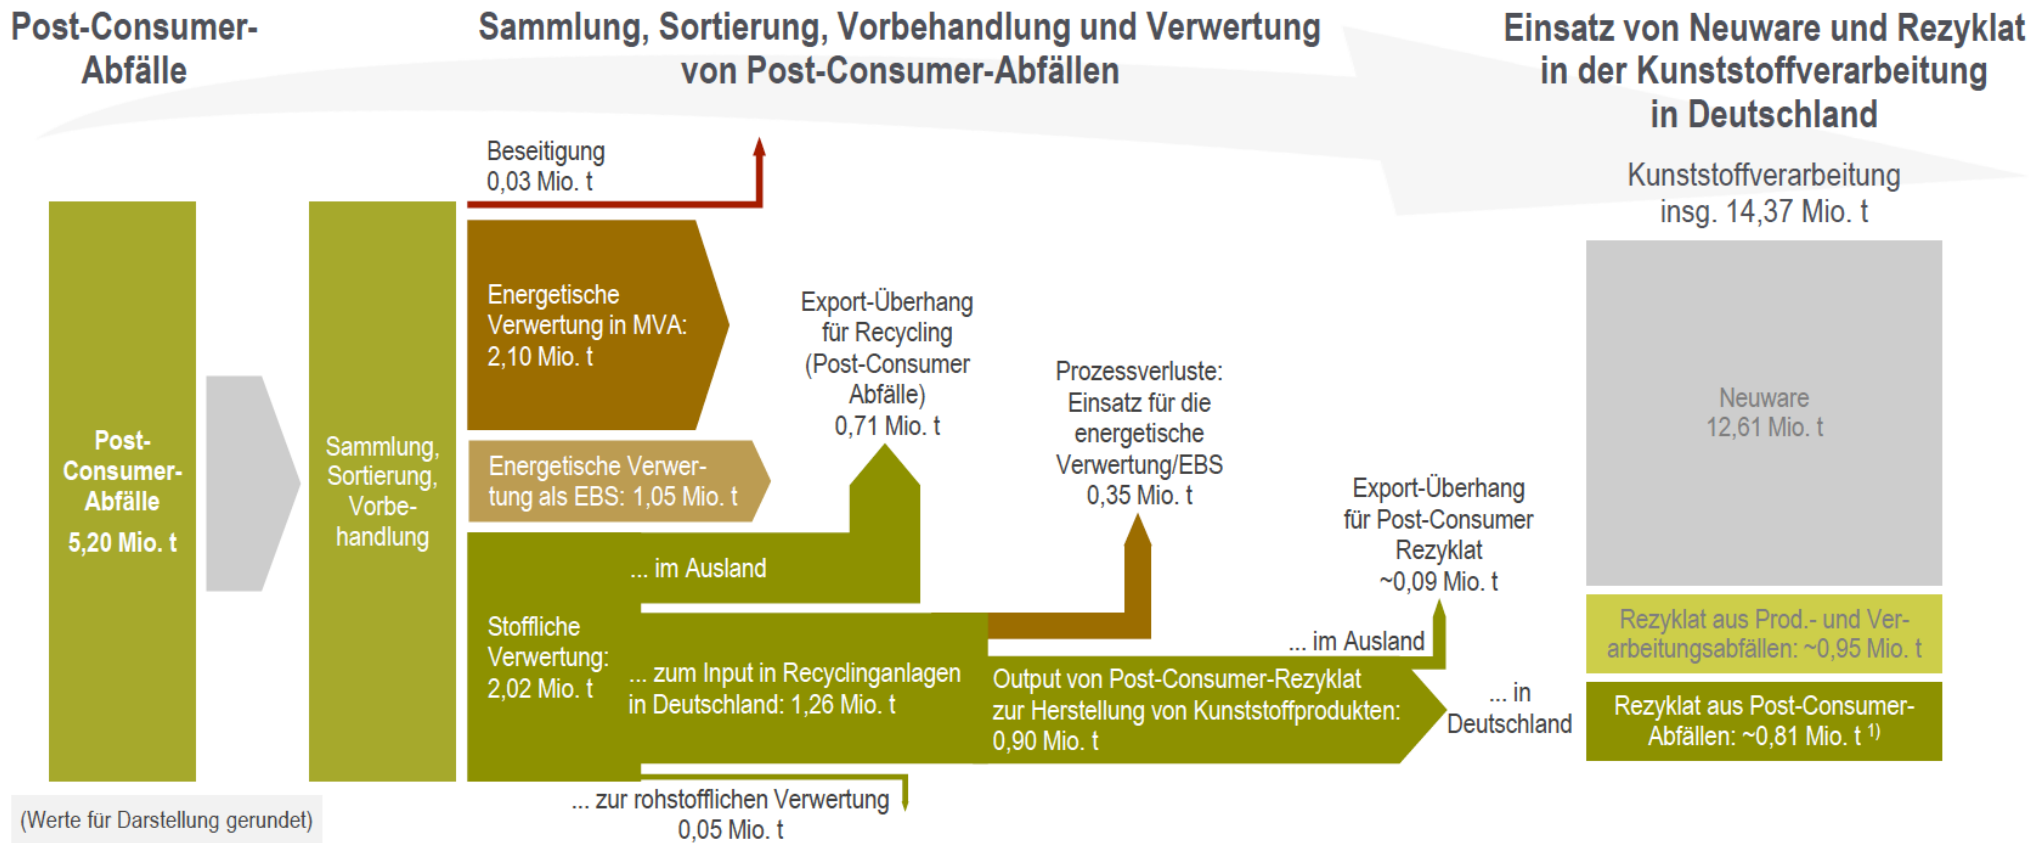 Post-Consumer-
Abfälle
Sammlung, Sortierung, Vorbehandlung und Verwertung
von Post-Consumer-Abfällen
Einsatz von Neuware und Rezyklat
in der Kunststoffverarbeitung
in Deutschland
Kunststoffverarbeitung
insg. 14,37 Mio. t
Post-
Consumer-
Abfälle
5,20 Mio. t
Sammlung,
Sortierung,
Vorbe-
handlung
Beseitigung
0,03 Mio. t
Energetische
Verwertung in MVA:
2,10 Mio. t
Energetische Verwer-
tung als EBS: 1,05 Mio. t
Stoffliche
Verwertung:
2,02 Mio. t
... im Ausland
Export-Überhang
für Recycling
(Post-Consumer
Abfälle)
0,71 Mio. t
... zum Input in Recyclinganlagen
in Deutschland: 1,26 Mio. t
... zur rohstofflichen Verwertung
0,05 Mio. t
Prozessverluste:
Einsatz für die
energetische
Verwertung/EBS
0,35 Mio. t
Output von Post-Consumer-Rezyklat
zur Herstellung von Kunststoffprodukten:
0,90 Mio. t
... im Ausland
Export-Überhang
für Post-Consumer
Rezyklat
~0,09 Mio. t
... in
Deutschland
Neuware
12,61 Mio. t
Rezyklat aus Prod.- und Ver-
arbeitungsabfällen: ~0,95 Mio. t
Rezyklat aus Post-Consumer-
Abfällen: ~0,81 Mio. t 1)
(Werte für Darstellung gerundet)